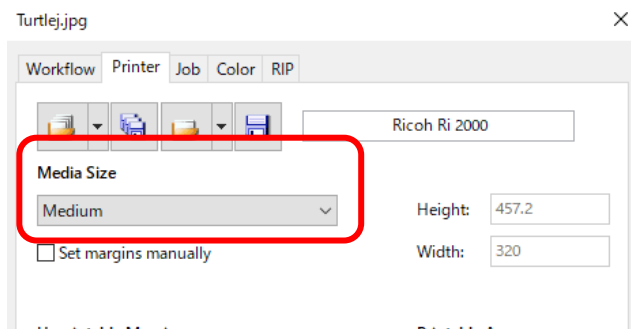 Turtlej.jpg
Workflow Printer Job Color RIP
Ricoh Ri 2000
Media Size
Medium
Height: 457.2
Set margins manually
Width: 320